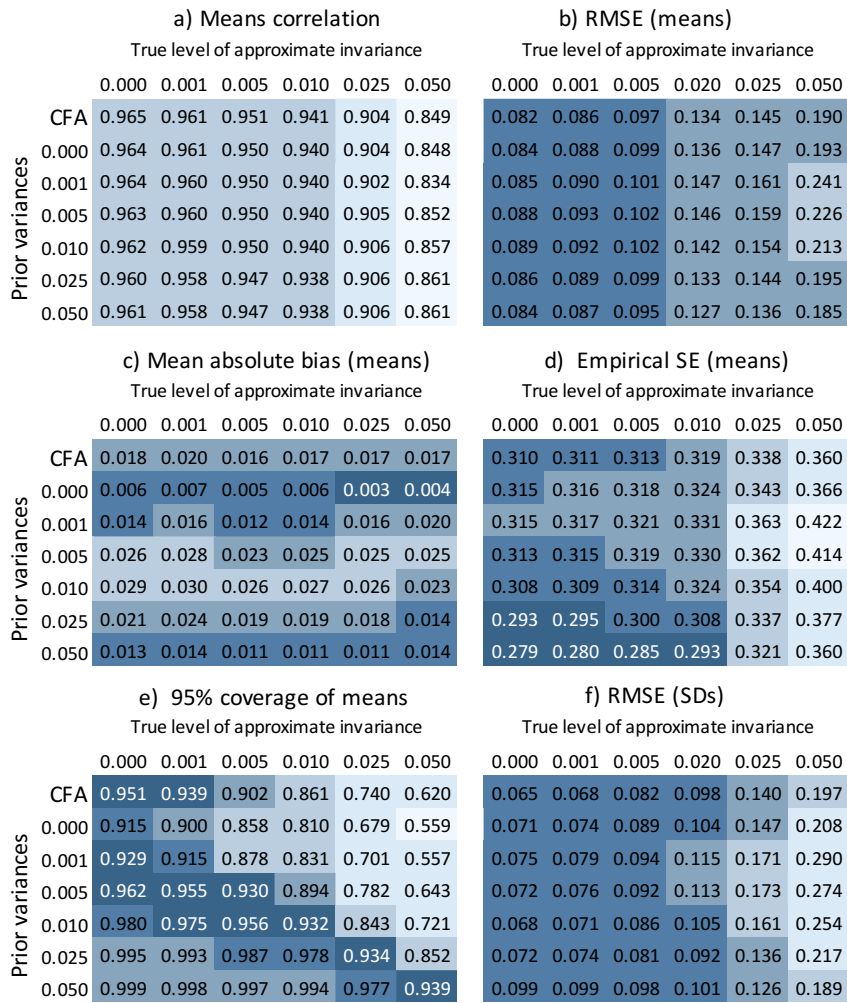 a) Means correlation
True level of approximate invariance
0.000 0.001 0.005 0.010 0.025 0.050
Prior variances
CFA 0.965 0.961 0.951 0.941 0.904 0.849
0.000 0.964 0.961 0.950 0.940 0.904 0.848
0.001 0.964 0.960 0.950 0.940 0.902 0.834
0.005 0.963 0.960 0.950 0.940 0.905 0.852
0.010 0.962 0.959 0.950 0.940 0.906 0.857
0.025 0.960 0.958 0.947 0.938 0.906 0.861
0.050 0.961 0.958 0.947 0.938 0.906 0.861
b) RMSE (means)
True level of approximate invariance
0.000 0.001 0.005 0.020 0.025 0.050
0.082 0.086 0.097 0.134 0.145 0.190
0.084 0.088 0.099 0.136 0.147 0.193
0.085 0.090 0.101 0.147 0.161 0.241
0.088 0.093 0.102 0.146 0.159 0.226
0.089 0.092 0.102 0.142 0.154 0.213
0.086 0.089 0.099 0.133 0.144 0.195
0.084 0.087 0.095 0.127 0.136 0.185
c) Mean absolute bias (means)
True level of approximate invariance
0.000 0.001 0.005 0.010 0.025 0.050
Prior variances
CFA 0.018 0.020 0.016 0.017 0.017 0.017
0.000 0.006 0.007 0.005 0.006 0.003 0.004
0.001 0.014 0.016 0.012 0.014 0.016 0.020
0.005 0.026 0.028 0.023 0.025 0.025 0.025
0.010 0.029 0.030 0.026 0.027 0.026 0.023
0.025 0.021 0.024 0.019 0.019 0.018 0.014
0.050 0.013 0.014 0.011 0.011 0.011 0.014
d) Empirical SE (means)
True level of approximate invariance
0.000 0.001 0.005 0.010 0.025 0.050
0.310 0.311 0.313 0.319 0.338 0.360
0.315 0.316 0.318 0.324 0.343 0.366
0.315 0.317 0.321 0.331 0.363 0.422
0.313 0.315 0.319 0.330 0.362 0.414
0.308 0.309 0.314 0.324 0.354 0.400
0.293 0.295 0.300 0.308 0.337 0.377
0.279 0.280 0.285 0.293 0.321 0.360
e) 95% coverage of means
True level of approximate invariance
0.000 0.001 0.005 0.010 0.025 0.050
Prior variances
CFA 0.951 0.939 0.902 0.861 0.740 0.620
0.000 0.915 0.900 0.858 0.810 0.679 0.559
0.001 0.929 0.915 0.878 0.831 0.701 0.557
0.005 0.962 0.955 0.930 0.894 0.782 0.643
0.010 0.980 0.975 0.956 0.932 0.843 0.721
0.025 0.995 0.993 0.987 0.978 0.934 0.852
0.050 0.999 0.998 0.997 0.994 0.977 0.939
f) RMSE (SDs)
True level of approximate invariance
0.000 0.001 0.005 0.020 0.025 0.050
0.065 0.068 0.082 0.098 0.140 0.197
0.071 0.074 0.089 0.104 0.147 0.208
0.075 0.079 0.094 0.115 0.171 0.290
0.072 0.076 0.092 0.113 0.173 0.274
0.068 0.071 0.086 0.105 0.161 0.254
0.072 0.074 0.081 0.092 0.136 0.217
0.099 0.099 0.098 0.101 0.126 0.189